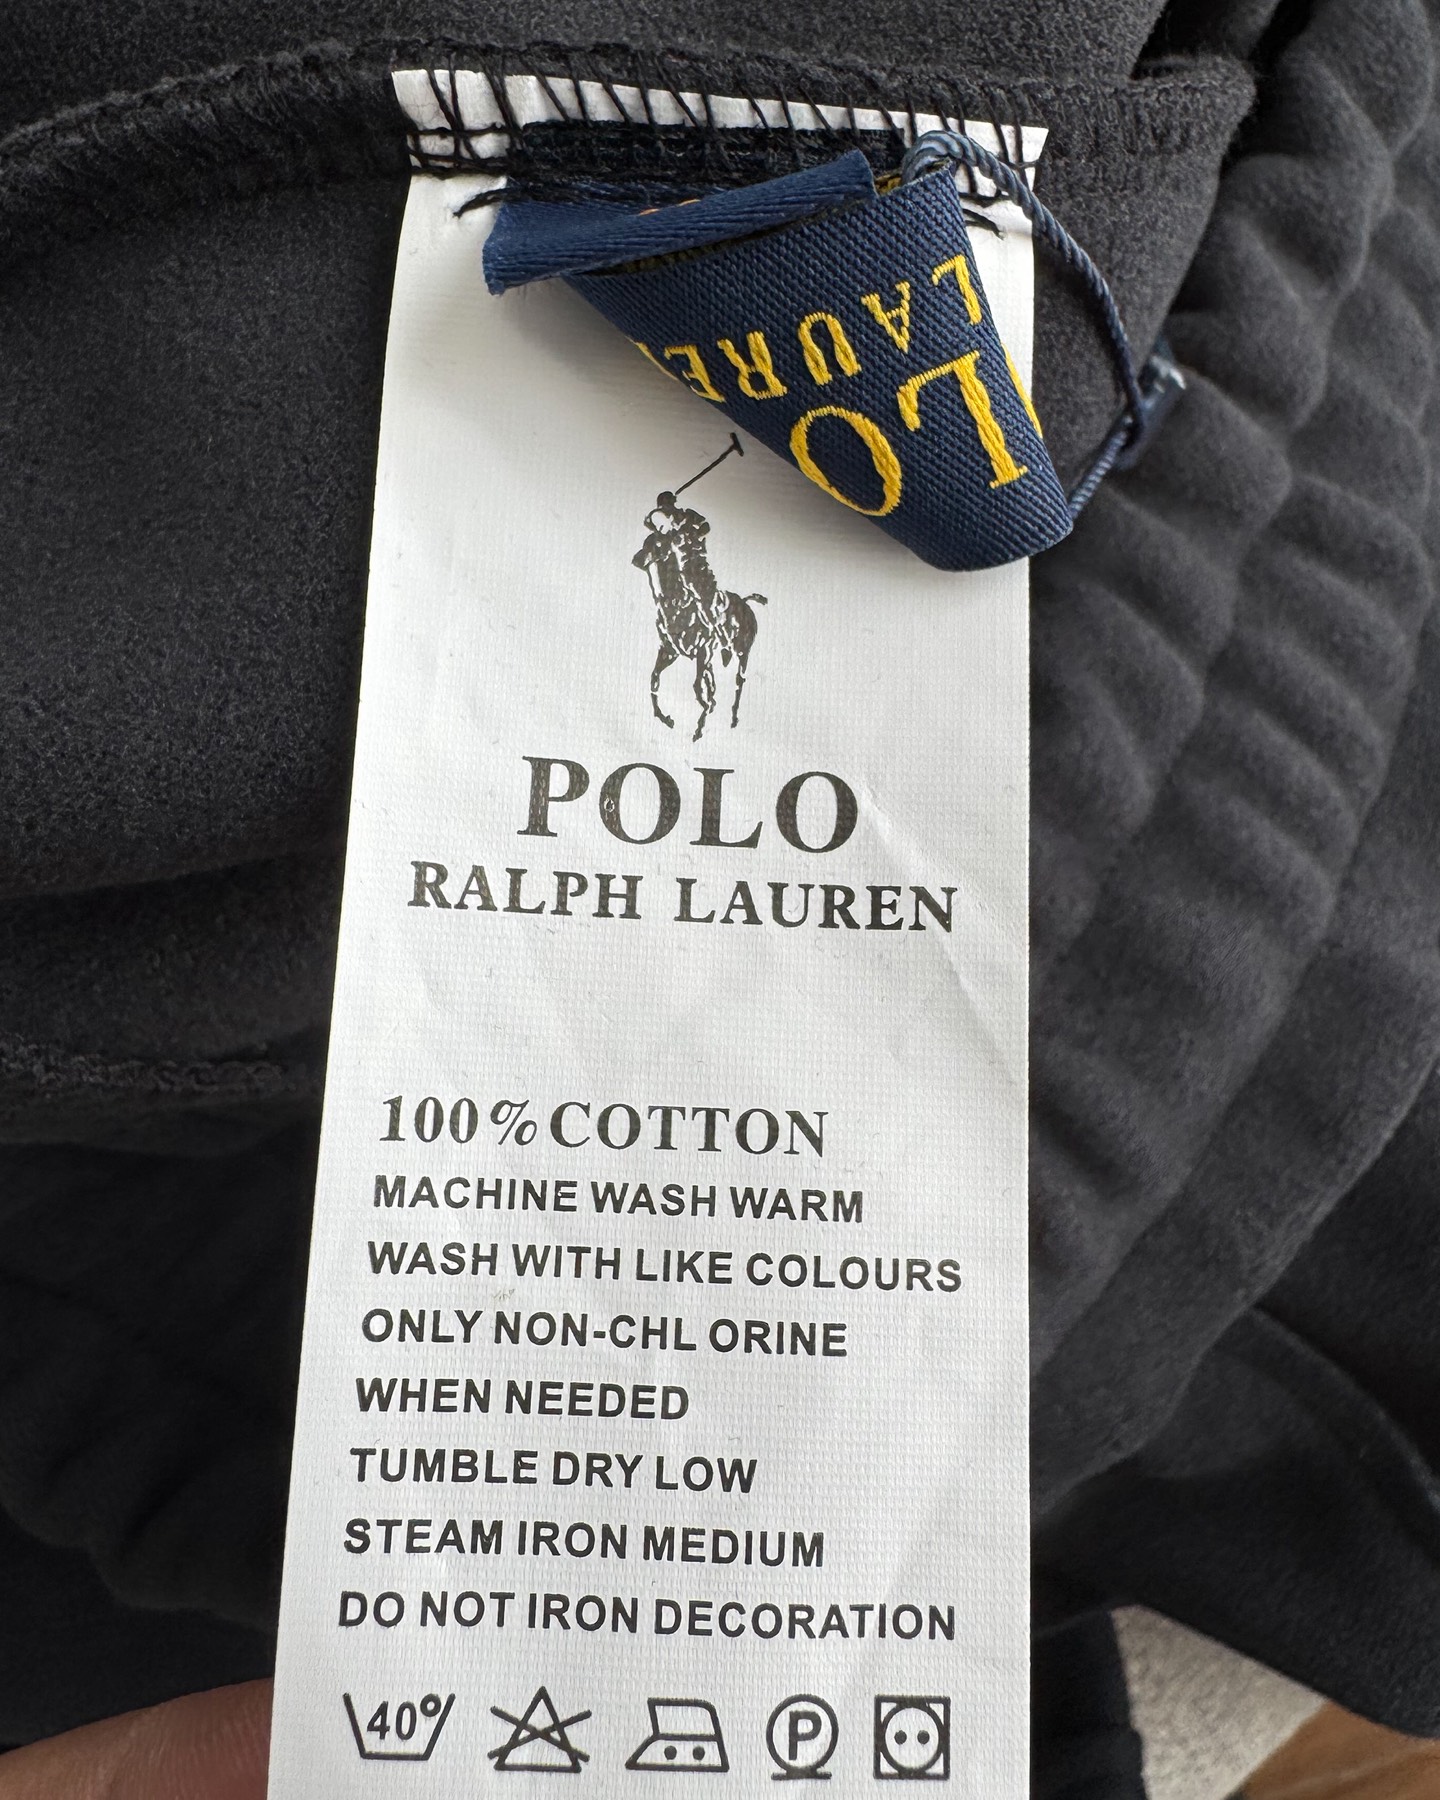 LAURE
LO
POLO
RALPH LAUREN
100% COTTON
MACHINE WASH WARM
WASH WITH LIKE COLOURS
ONLY NON-CHL ORINE
WHEN NEEDED
TUMBLE DRY LOW
STEAM IRON MEDIUM
DO NOT IRON DECORATION
40° P